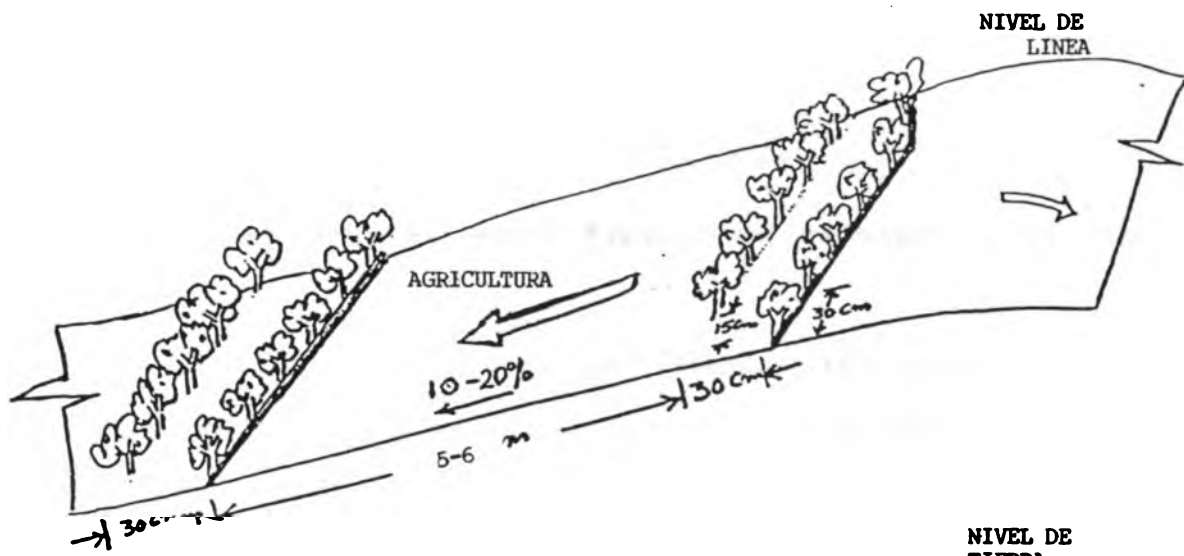 NIVEL DE
LINEA
AGRICULTURA
15cm
30cm
10-20%
30cm
5-6 m
30cm
NIVEL DE